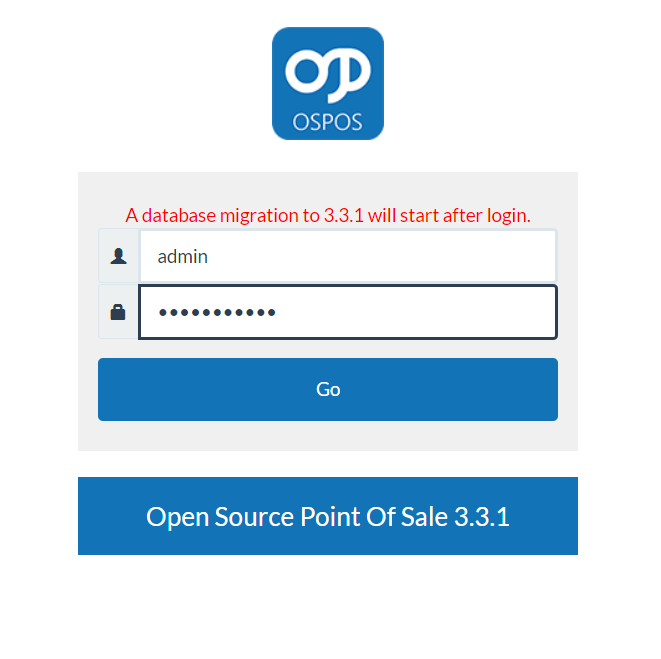 OSPOS
A database migration to 3.3.1 will start after login.
admin
•••••••••••
Go
Open Source Point Of Sale 3.3.1